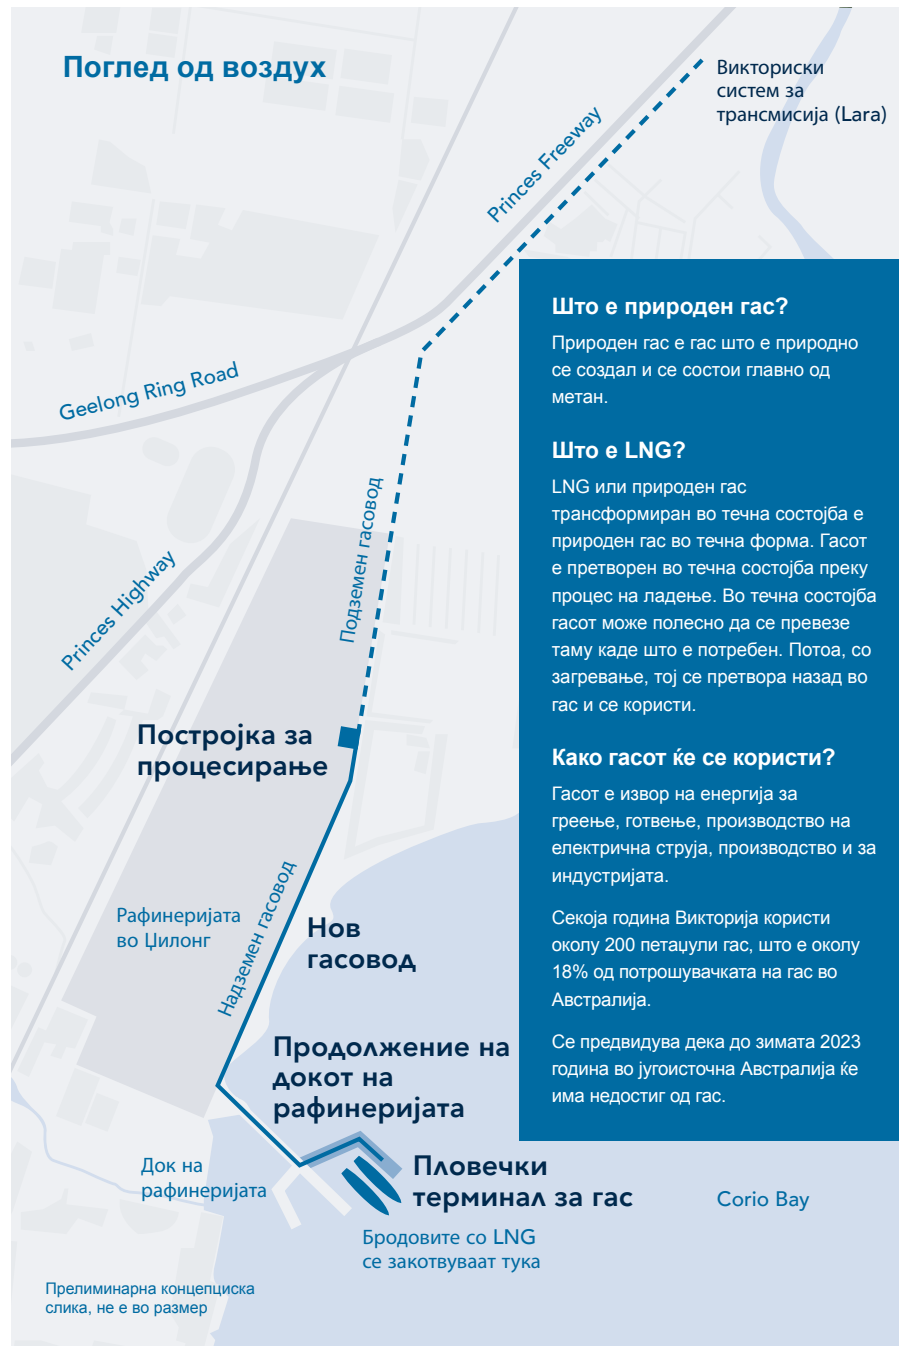 Поглед од воздух
Викториски
систем за
трансмисија (Lara)
Princes Freeway
Geelong Ring Road
Princes Highway
Подземен гасовод
Постројка за
процесирање
Надземен гасовод
Рафинеријата
во Џилонг
Нов
гасовод
Продолжение на
докот на
рафинеријата
Док на
рафинеријата
Пловечки
терминал за гас
Бродовите со LNG
се закотвуваат тука
Corio Bay
Прелиминарна концепциска
слика, не е во размер
Што е природен гас?
Природен гас е гас што е природно
се создал и се состои главно од
метан.
Што е LNG?
LNG или природен гас
трансформиран во течна состојба е
природен гас во течна форма. Гасот
е претворен во течна состојба преку
процес на ладење. Во течна состојба
гасот може полесно да се превезе
таму каде што е потребен. Потоа, со
загревање, тој се претвора назад во
гас и се користи.
Како гасот ќе се користи?
Гасот е извор на енергија за
греење, готвење, производство на
електрична струја, производство и за
индустријата.
Секоја година Викторија користи
околу 200 петаџули гас, што е околу
18% од потрошувачката на гас во
Австралија.
Се предвидува дека до зимата 2023
година во југоисточна Австралија ќе
има недостиг од гас.